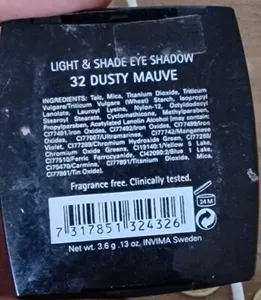 LIGHT & SHADE EYE SHADOW
32 DUSTY MAUVE
INGREDIENTS: Talc, Mica, Titanium Dioxide, Triticum
Vulgare/Triticum Vulgare (Wheat) Starch, Isopropyl
Lanolate, Lauroyl Lysine, Nylon-12, Octyldodecyl
Stearoyl Stearate, Cyclomethicone, Methylparaben,
Propylparaben, Acetylated Lanolin Alcohol [may contain:
CI77491/Iron Oxides, CI77492/Iron Oxides, CI77499/Iron
Oxides, CI77007/Ultramarines, CI77742/Manganese
Violet, CI77289/Chromium Hydroxide Green, CI77288/
Chromium Oxide Greens, CI19140:1/Yellow 5 Lake,
CI77510/Ferric Ferrocyanide, CI42090:2/Blue 1 Lake,
CI75470/Carmine, CI77891/Titanium Dioxide, Mica,
CI77861/Tin Oxide].
Fragrance free. Clinically tested.
24 M
7 317851 324326
Net wt. 3.6 g .13 oz. INVIMA Sweden